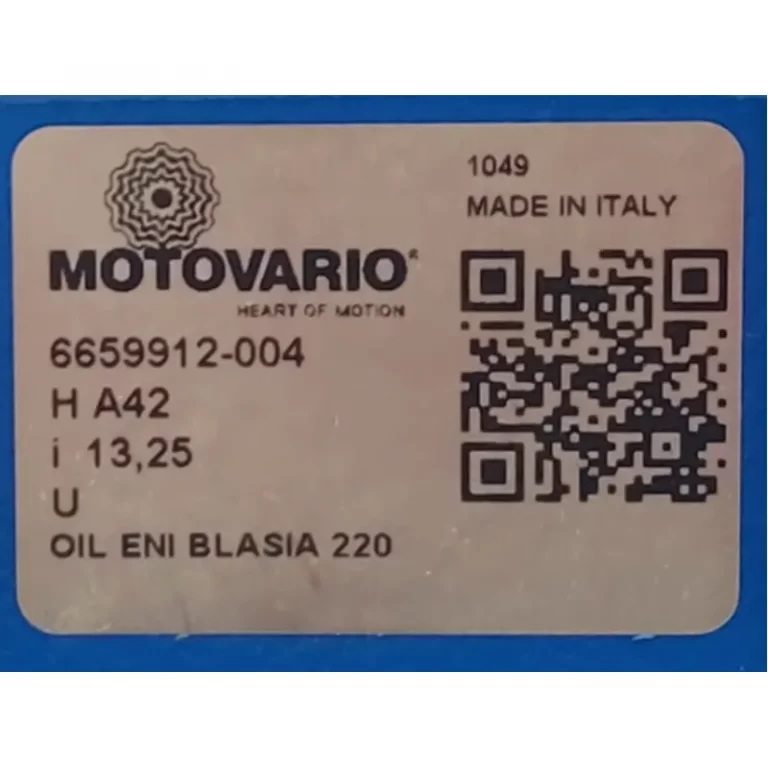 MOTOVARIO®
HEART OF MOTION
1049
MADE IN ITALY
6659912-004
H A42
i 13,25
U
OIL ENI BLASIA 220